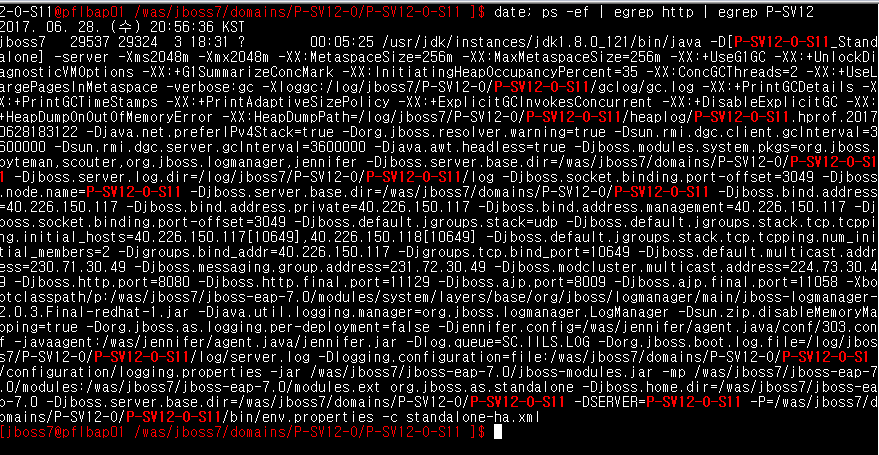 2-0-S11@pflbap01 /was/jboss7/domains/P-SV12-0/P-SV12-0-S11 ]$ date; ps -ef | egrep http | egrep P-SV12
2017. 06. 28. (수) 20:56:36 KST
jboss7   29537 29324  3 18:31 ?        00:05:25 /usr/jdk/instances/jdk1.8.0_121/bin/java -D[P-SV12-0-S11_Stand
alone] -server -Xms2048m -Xmx2048m -XX:MetaspaceSize=256m -XX:MaxMetaspaceSize=256m -XX:+UseG1GC -XX:+UnlockDi
agnosticVMOptions -XX:+G1SummarizeConcMark -XX:InitiatingHeapOccupancyPercent=35 -XX:ConcGCThreads=2 -XX:+UseL
argePagesInMetaspace -verbose:gc -Xloggc:/log/jboss7/P-SV12-0/P-SV12-0-S11/gclog/gc.log -XX:+PrintGCDetails -X
X:+PrintGCTimeStamps -XX:+PrintAdaptiveSizePolicy -XX:+ExplicitGCInvokesConcurrent -XX:+DisableExplicitGC -XX:
+HeapDumpOnOutOfMemoryError -XX:HeapDumpPath=/log/jboss7/P-SV12-0/P-SV12-0-S11/heaplog/P-SV12-0-S11.hprof.2017
0628183122 -Djava.net.preferIPv4Stack=true -Dorg.jboss.resolver.warning=true -Dsun.rmi.dgc.client.gcInterval=3
600000 -Dsun.rmi.dgc.server.gcInterval=3600000 -Djava.awt.headless=true -Djboss.modules.system.pkgs=org.jboss.
byteman,scouter,org.jboss.logmanager,jennifer -Djboss.server.base.dir=/was/jboss7/domains/P-SV12-0/P-SV12-0-S1
1 -Djboss.server.log.dir=/log/jboss7/P-SV12-0/P-SV12-0-S11/log -Djboss.socket.binding.port-offset=3049 -Djboss
.node.name=P-SV12-0-S11 -Djboss.server.base.dir=/was/jboss7/domains/P-SV12-0/P-SV12-0-S11 -Djboss.bind.address
=40.226.150.117 -Djboss.bind.address.private=40.226.150.117 -Djboss.bind.address.management=40.226.150.117 -Dj
boss.socket.binding.port-offset=3049 -Djboss.default.jgroups.stack=udp -Djboss.default.jgroups.stack.tcp.tcppi
ng.initial_hosts=40.226.150.117[10649],40.226.150.118[10649] -Djboss.default.jgroups.stack.tcp.tcpping.num_ini
tial_members=2 -Djgroups.bind_addr=40.226.150.117 -Djgroups.tcp.bind_port=10649 -Djboss.default.multicast.addr
ess=230.71.30.49 -Djboss.messaging.group.address=231.72.30.49 -Djboss.modcluster.multicast.address=224.73.30.4
9 -Djboss.http.port=8080 -Djboss.http.final.port=11129 -Djboss.ajp.port=8009 -Djboss.ajp.final.port=11058 -Xbo
otclasspath/p:/was/jboss7/jboss-eap-7.0/modules/system/layers/base/org/jboss/logmanager/main/jboss-logmanager-
2.0.3.Final-redhat-1.jar -Djava.util.logging.manager=org.jboss.logmanager.LogManager -Dsun.zip.disableMemoryMa
pping=true -Dorg.jboss.as.logging.per-deployment=false -Djennifer.config=/was/jennifer/agent.java/conf/303.con
f -javaagent:/was/jennifer/agent.java/jennifer.jar -Dlog.queue=SC.IILS.LOG -Dorg.jboss.boot.log.file=/log/jbos
s7/P-SV12-0/P-SV12-0-S11/log/server.log -Dlogging.configuration=file:/was/jboss7/domains/P-SV12-0/P-SV12-0-S1
/configuration/logging.properties -jar /was/jboss7/jboss-eap-7.0/jboss-modules.jar -mp /was/jboss7/jboss-eap-7
.0/modules:/was/jboss7/jboss-eap-7.0/modules.ext org.jboss.as.standalone -Djboss.home.dir=/was/jboss7/jboss-ea
p-7.0 -Djboss.server.base.dir=/was/jboss7/domains/P-SV12-0/P-SV12-0-S11 -DSERVER=P-SV12-0-S11 -P=/was/jboss7/d
omains/P-SV12-0/P-SV12-0-S11/bin/env.properties -c standalone-ha.xml
[jboss7@pflbap01 /was/jboss7/domains/P-SV12-0/P-SV12-0-S11 ]$